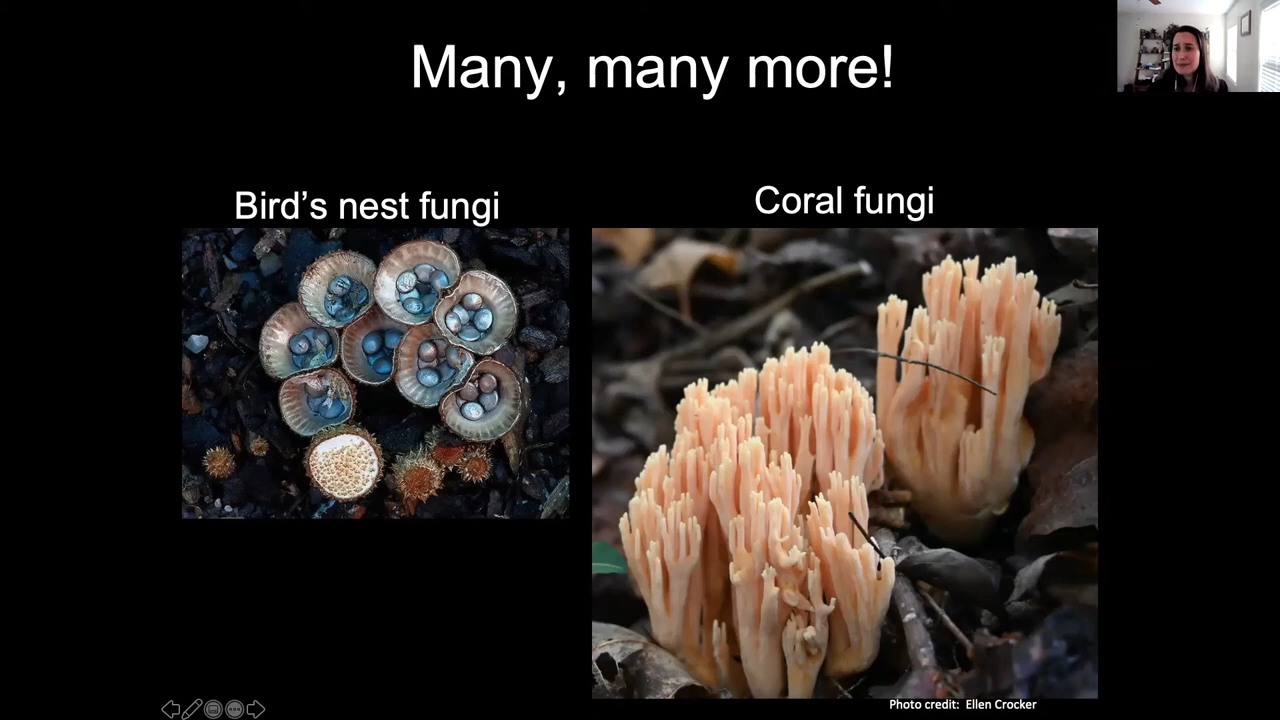 Many, many more!
Bird’s nest fungi
Coral fungi
Photo credit: Ellen Crocker